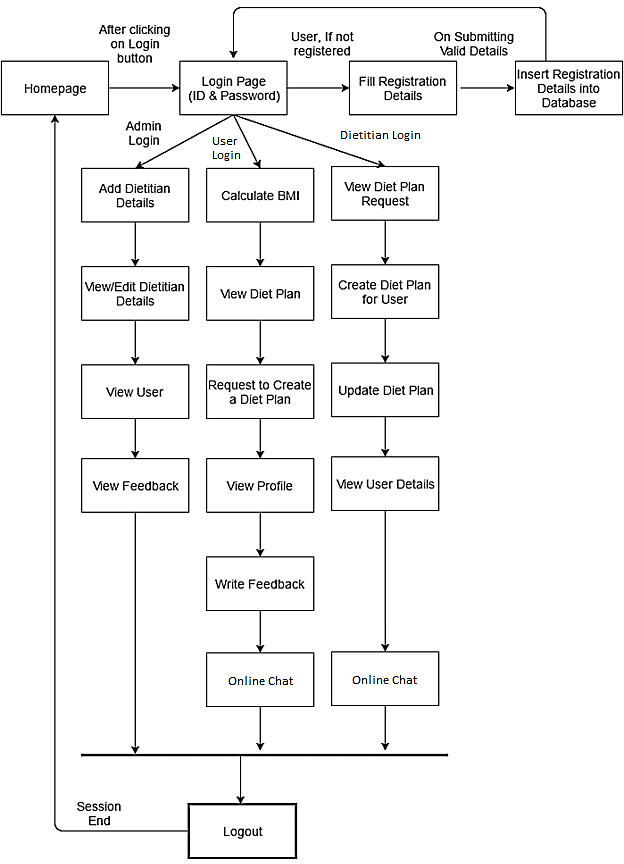 After clicking
on Login
button
User, If not
registered
On Submitting
Valid Details
Homepage
Login Page
(ID & Password)
Fill Registration
Details
Insert Registration
Details into
Database
Admin
Login
User
Login
Dietitian Login
Add Dietitian
Details
Calculate BMI
View Diet Plan
Request
View/Edit Dietitian
Details
View Diet Plan
Create Diet Plan
for User
View User
Request to Create
a Diet Plan
Update Diet Plan
View Feedback
View Profile
View User Details
Write Feedback
Online Chat
Online Chat
Session
End
Logout